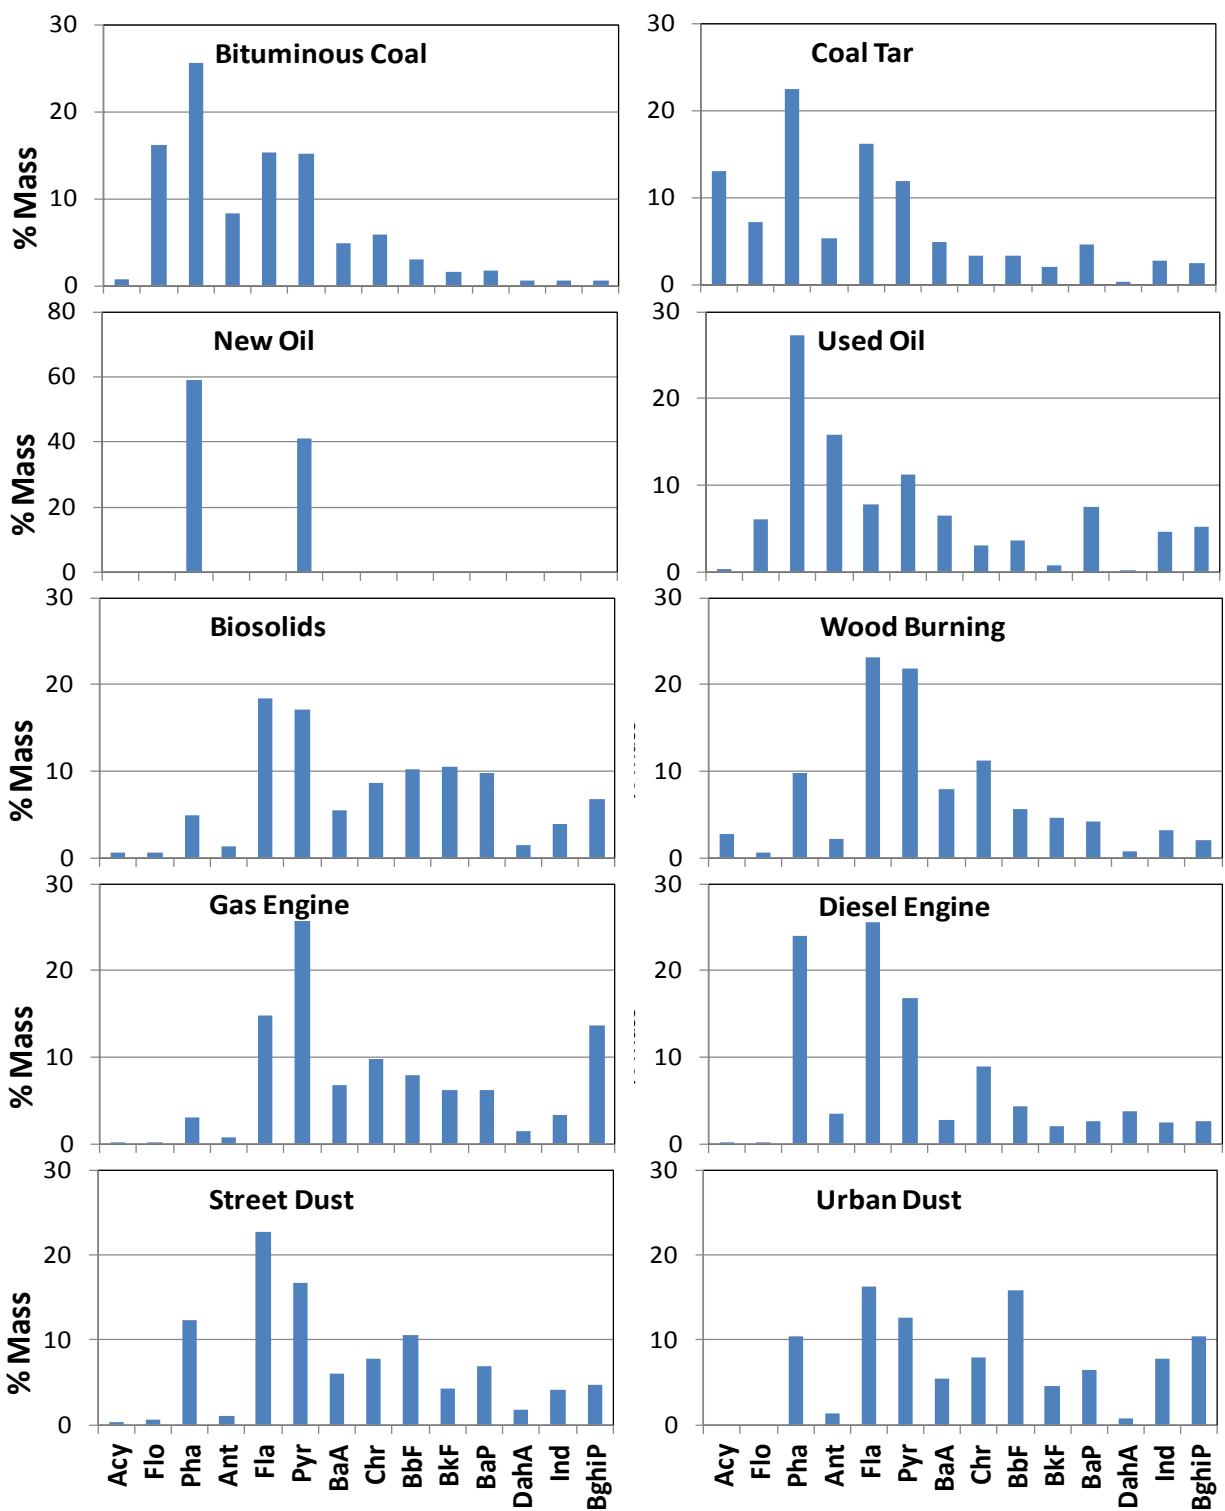 30
20
10
0
% Mass
Bituminous Coal
30
20
10
0
Coal Tar
80
60
40
20
0
% Mass
New Oil
30
20
10
0
Used Oil
30
20
10
0
% Mass
Biosolids
30
20
10
0
Wood Burning
30
20
10
0
% Mass
Gas Engine
30
20
10
0
Diesel Engine
30
20
10
0
% Mass
Street Dust
Acy
Flo
Pha
Ant
Fla
Pyr
BaA
Chr
BbF
BkF
BaP
DahA
Ind
BghiP
30
20
10
0
Urban Dust
Acy
Flo
Pha
Ant
Fla
Pyr
BaA
Chr
BbF
BkF
BaP
DahA
Ind
BghiP